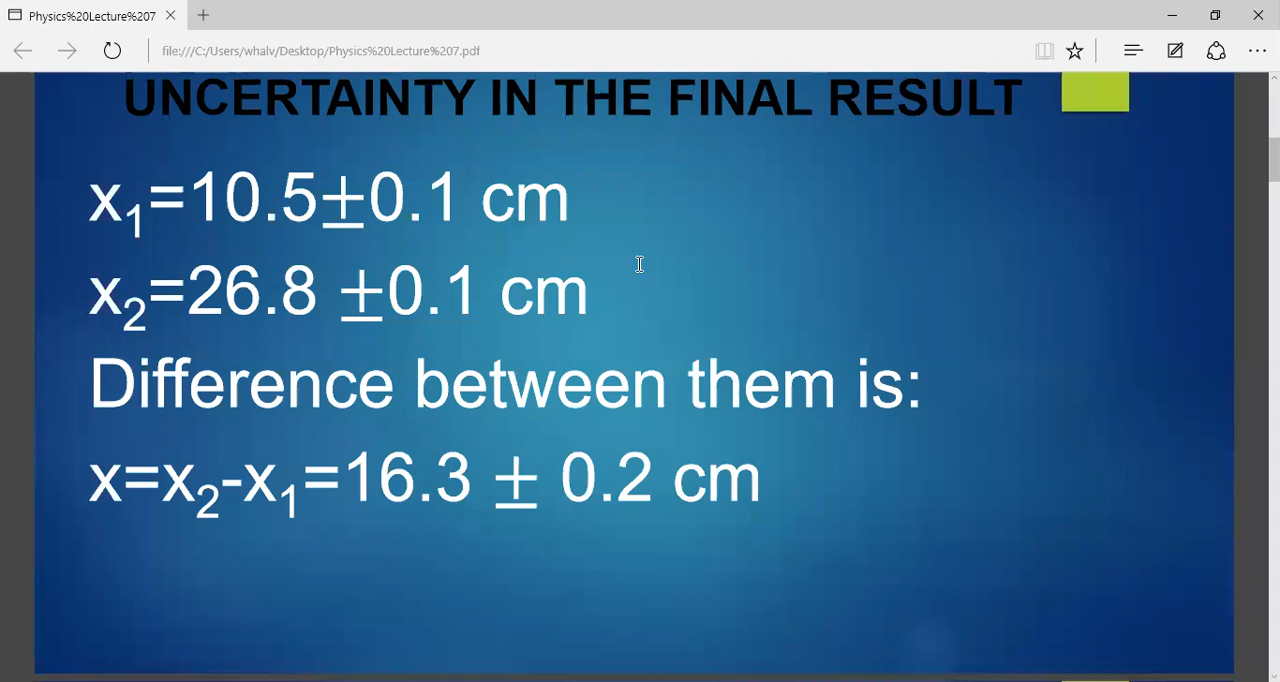 Physics%20Lecture%207
file:///C:/Users/whalv/Desktop/Physics%20Lecture%207.pdf
UNCERTAINTY IN THE FINAL RESULT
x₁=10.5±0.1 cm
x₂=26.8 ±0.1 cm
Difference between them is:
x=x₂-x₁=16.3 ± 0.2 cm